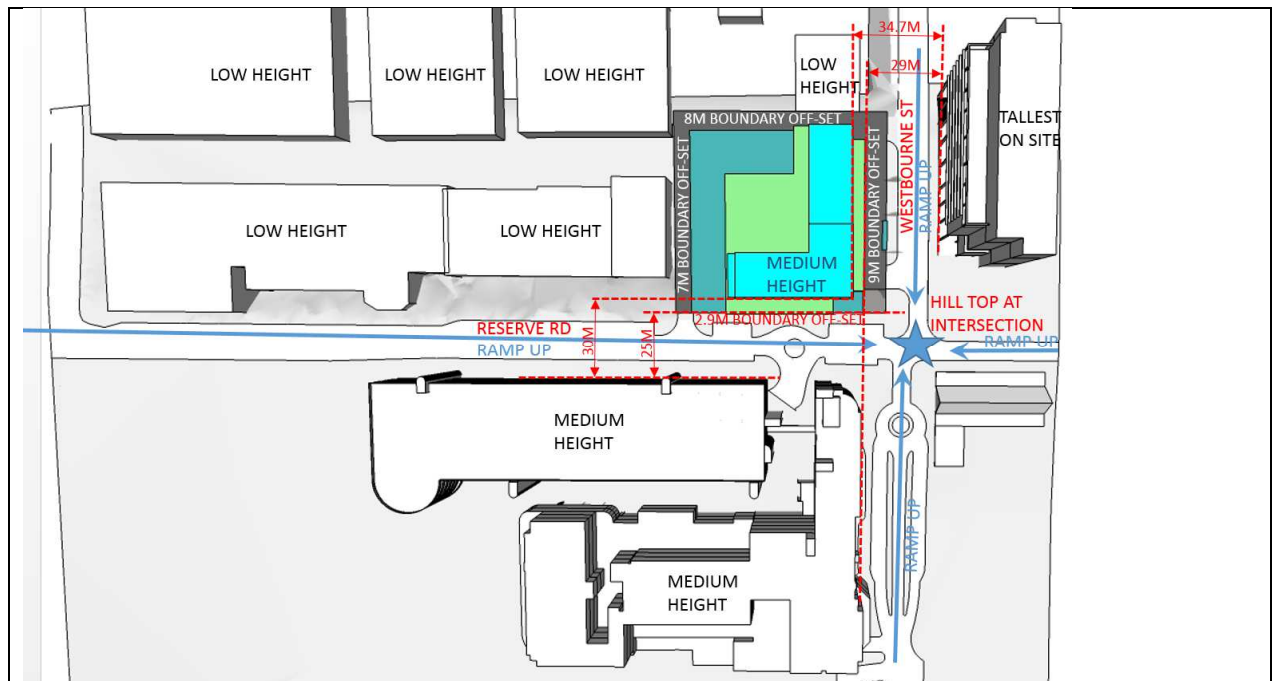 34.7M
LOW HEIGHT
LOW HEIGHT
LOW HEIGHT
LOW
HEIGHT
29M
TALLEST
ON SITE
8M BOUNDARY OFF-SET
7M BOUNDARY OFF-SET
9M BOUNDARY OFF-SET
WESTBOURNE ST
RAMP UP
LOW HEIGHT
LOW HEIGHT
MEDIUM
HEIGHT
HILL TOP AT
INTERSECTION
RAMP UP
2.9M BOUNDARY OFF-SET
RESERVE RD
RAMP UP
30M
25M
MEDIUM
HEIGHT
RAMP UP
MEDIUM
HEIGHT